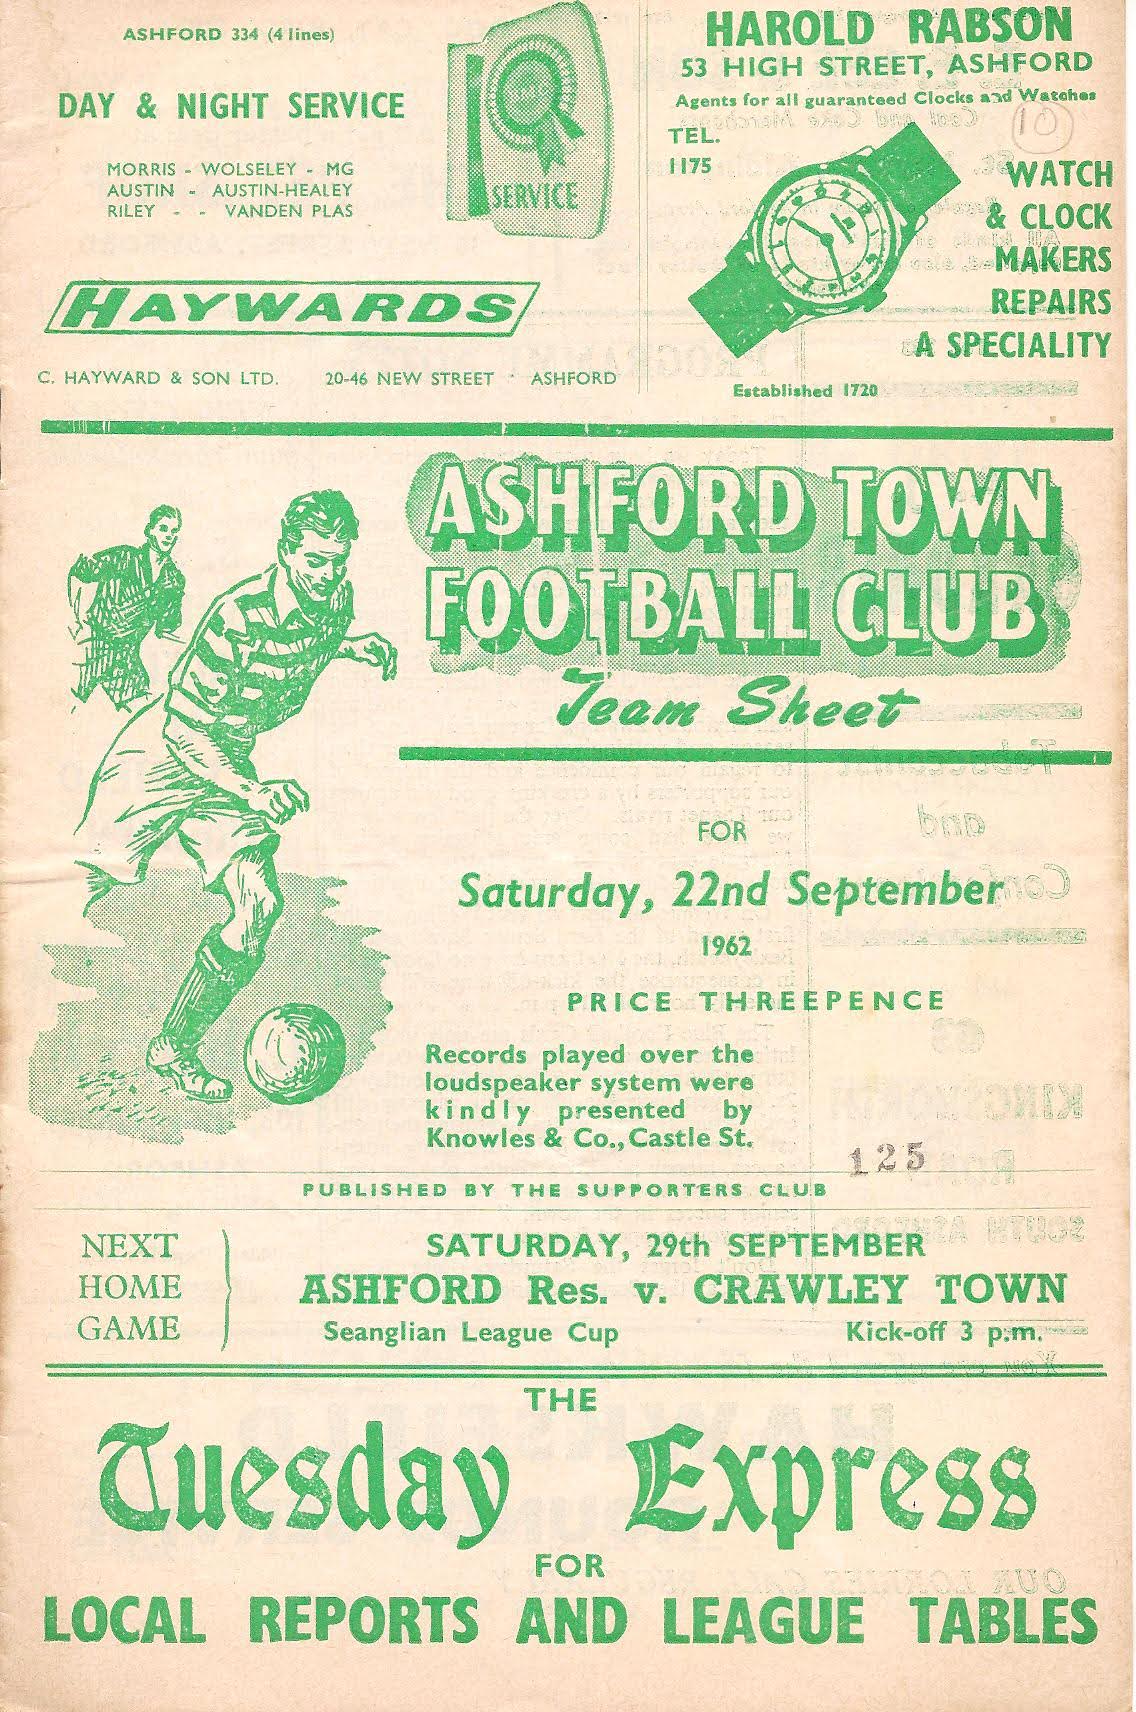 ASHFORD 334 (4 lines)
DAY & NIGHT SERVICE
MORRIS - WOLSELEY - MG
AUSTIN - AUSTIN-HEALEY
RILEY - - VANDEN PLAS
SERVICE
HAYWARDS
C. HAYWARD & SON LTD. 20-46 NEW STREET ASHFORD
HAROLD RABSON
53 HIGH STREET, ASHFORD
Agents for all guaranteed Clocks and Watches
10
TEL.
1175
WATCH
& CLOCK
MAKERS
REPAIRS
A SPECIALITY
Established 1720
ASHFORD TOWN
FOOTBALL CLUB
Team Sheet
FOR
Saturday, 22nd September
1962
PRICE THREEPENCE
Records played over the
loudspeaker system were
kindly presented by
Knowles & Co., Castle St.
125
PUBLISHED BY THE SUPPORTERS CLUB
NEXT
HOME
GAME
SATURDAY, 29th SEPTEMBER
ASHFORD Res. v. CRAWLEY TOWN
Seanglian League Cup Kick-off 3 p.m.
THE
Tuesday Express
FOR
LOCAL REPORTS AND LEAGUE TABLES